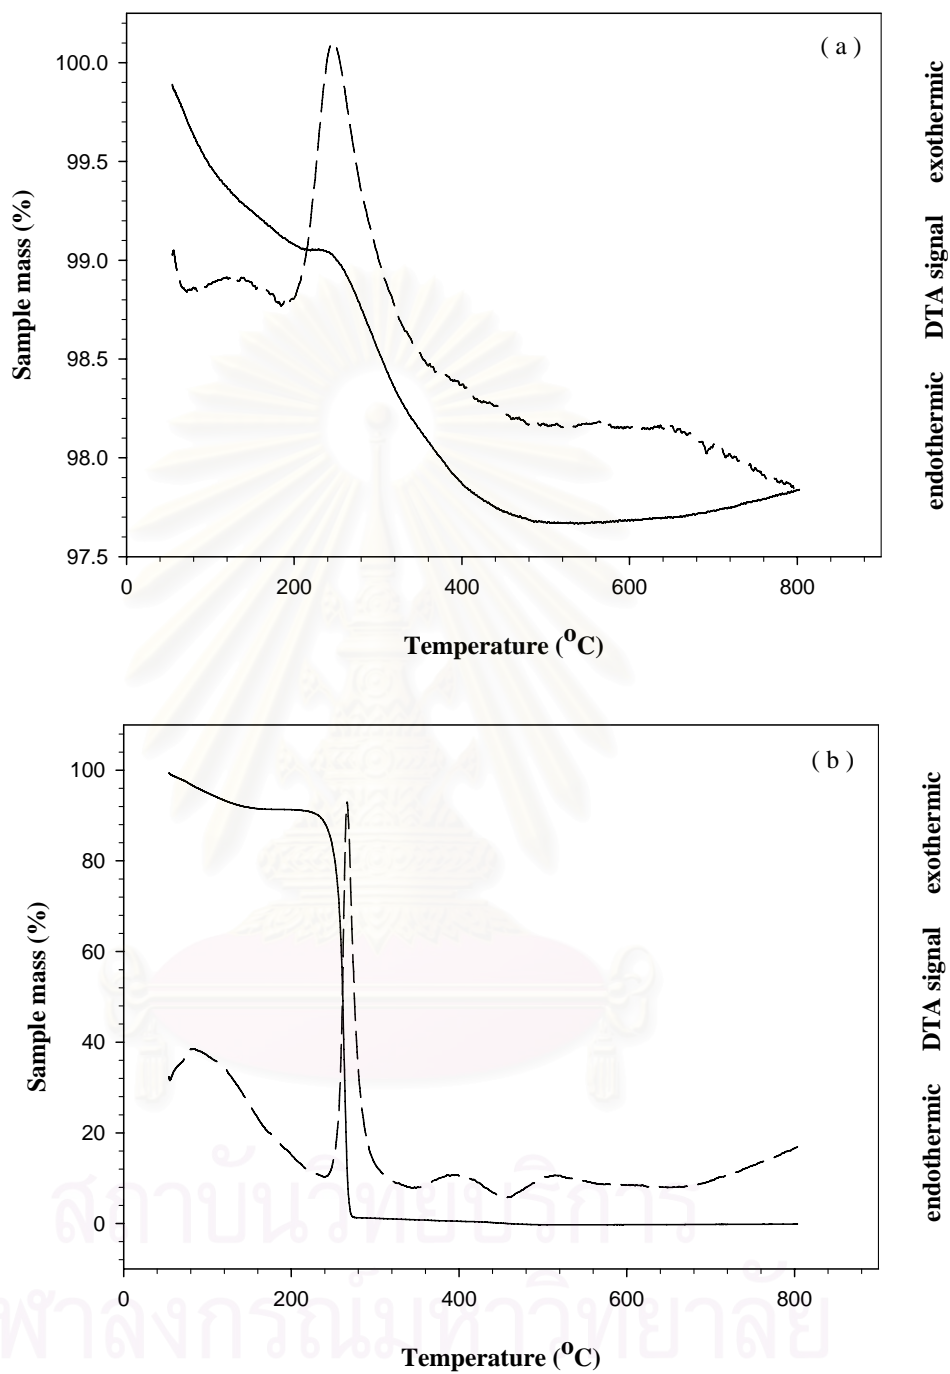 ( a )
100.0
99.5
99.0
98.5
98.0
97.5
Sample mass (%)
endothermic DTA signal exothermic
0 200 400 600 800
Temperature (°C)
( b )
100
80
60
40
20
0
Sample mass (%)
endothermic DTA signal exothermic
0 200 400 600 800
Temperature (°C)
สถาบันวิทยบริการ
จุฬาลงกรณ์มหาวิทยาลัย